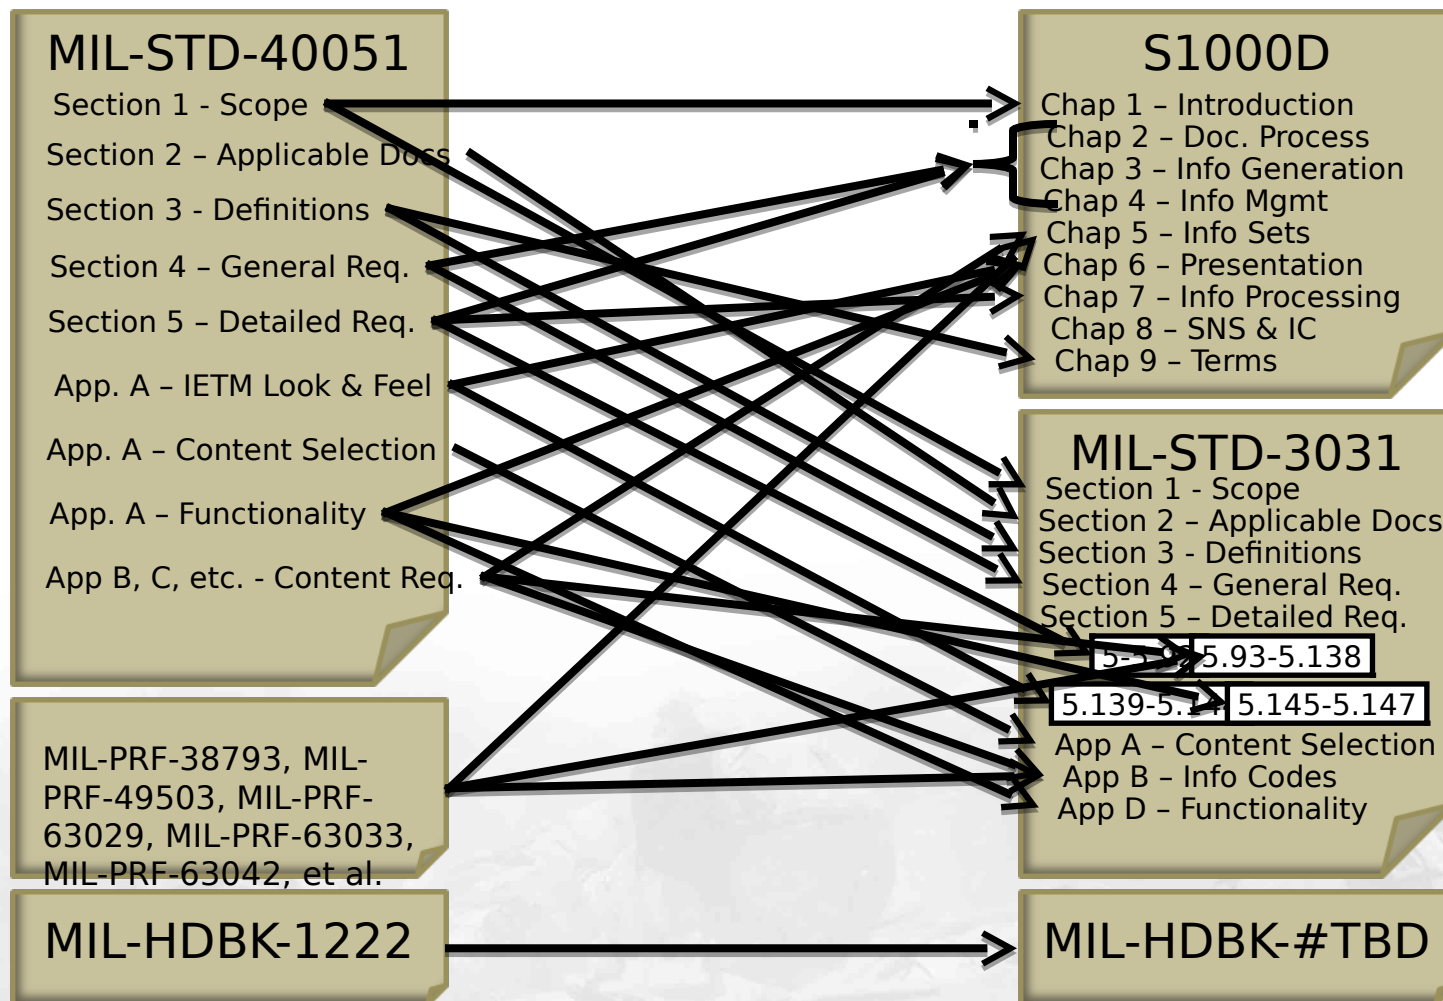 MIL-STD-40051
Section 1 - Scope
Section 2 – Applicable Docs
Section 3 - Definitions
Section 4 – General Req.
Section 5 – Detailed Req.
App. A – IETM Look & Feel
App. A – Content Selection
App. A – Functionality
App B, C, etc. - Content Req.
MIL-PRF-38793, MIL-
PRF-49503, MIL-PRF-
63029, MIL-PRF-63033,
MIL-PRF-63042, et al.
MIL-HDBK-1222
S1000D
Chap 1 – Introduction
Chap 2 – Doc. Process
Chap 3 – Info Generation
Chap 4 – Info Mgmt
Chap 5 – Info Sets
Chap 6 – Presentation
Chap 7 – Info Processing
Chap 8 – SNS & IC
Chap 9 – Terms
MIL-STD-3031
Section 1 - Scope
Section 2 – Applicable Docs
Section 3 - Definitions
Section 4 – General Req.
Section 5 – Detailed Req.
5.93-5.138
5.145-5.147
App A – Content Selection
App B – Info Codes
App D – Functionality
MIL-HDBK-#TBD